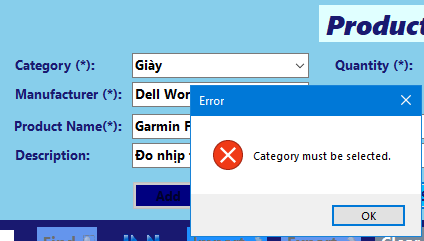 Product
Category (*): Giày Quantity (*):
Manufacturer (*): Dell Wor
Error
Product Name(*): Garmin F
Category must be selected.
Description: Đo nhịp
OK
Add
Find